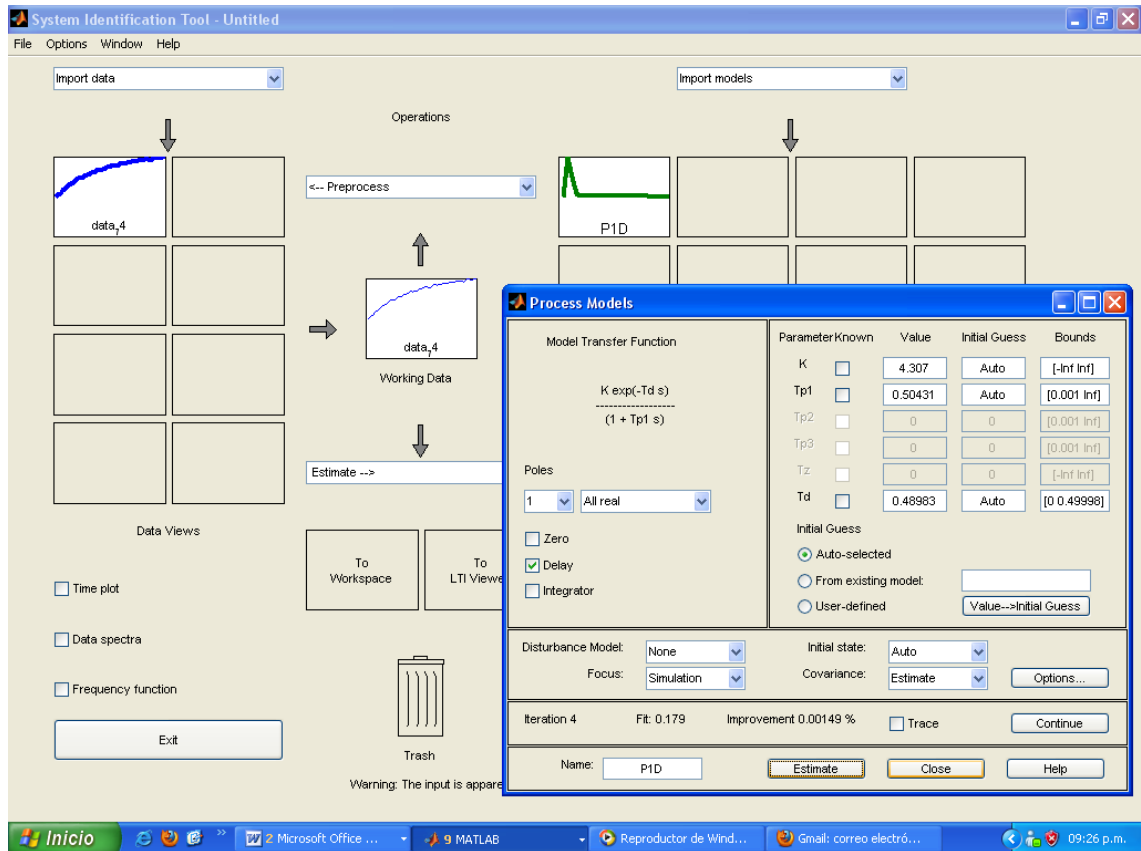 System Identification Tool - Untitled
File Options Window Help
Import data
Import models
Operations
<-- Preprocess
data74
P1D
data74
Working Data
Estimate -->
Data Views
To Workspace
To LTI Viewe
Time plot
Data spectra
Frequency function
Exit
Trash
Warning: The input is appare
Process Models
Model Transfer Function
K exp(-Td s)
------------------
(1 + Tp1 s)
Poles
1 All real
Zero
Delay
Integrator
Parameter Known Value Initial Guess Bounds
K 4.307 Auto [-Inf Inf]
Tp1 0.50431 Auto [0.001 Inf]
Tp2 0 0 [0.001 Inf]
Tp3 0 0 [0.001 Inf]
Tz 0 0 [-Inf Inf]
Td 0.48983 Auto [0 0.49998]
Initial Guess
Auto-selected
From existing model:
User-defined Value-->Initial Guess
Disturbance Model: None Initial state: Auto
Focus: Simulation Covariance: Estimate Options...
Iteration 4 Fit: 0.179 Improvement 0.00149 % Trace Continue
Name: P1D Estimate Close Help
Inicio » 2 Microsoft Office ... 9 MATLAB Reproductor de Wind... Gmail: correo electró... 09:26 p.m.